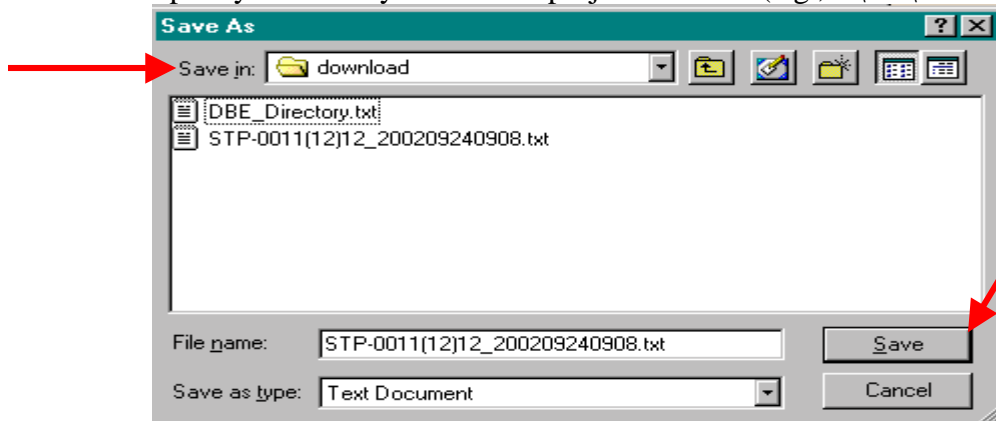 Save As
Save in: download
DBE_Directory.txt
STP-0011(12)12_200209240908.txt
File name: STP-0011(12)12_200209240908.txt Save
Save as type: Text Document Cancel